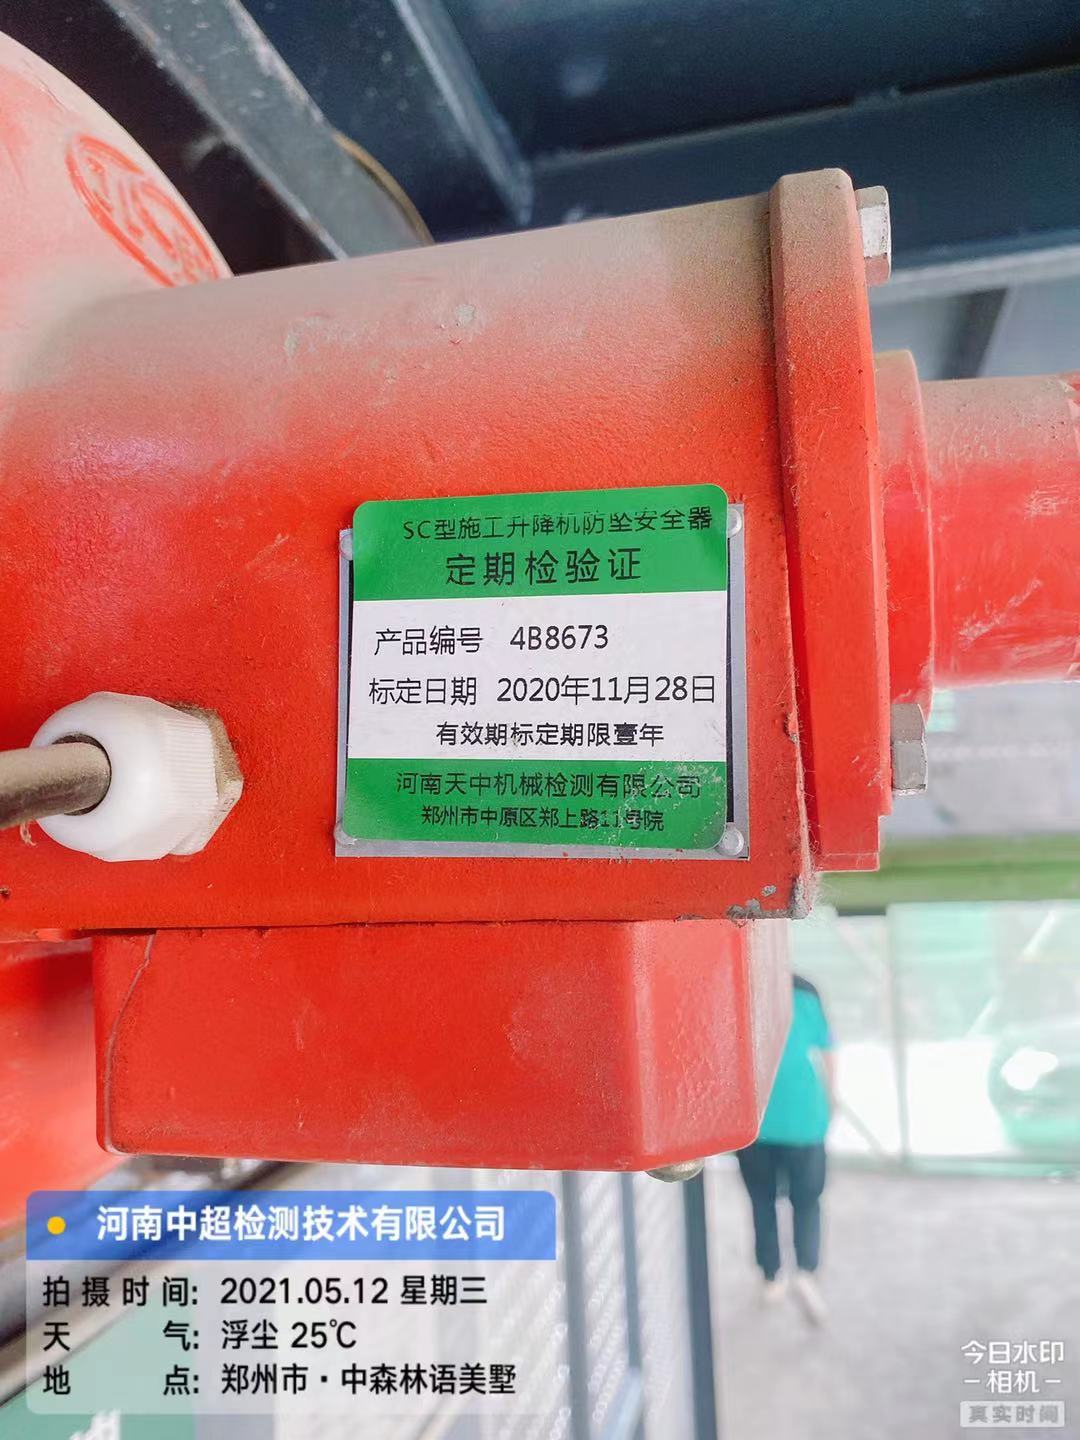 SC型施工升降机防坠安全器
定期检验证
产品编号 4B8673
标定日期 2020年11月28日
有效期标定期限壹年
河南天中机械检测有限公司
郑州市中原区郑上路11号院
河南中超检测技术有限公司
拍摄时间: 2021.05.12 星期三
天气: 浮尘 25℃
地点: 郑州市·中森林语美墅
今日水印
相机
真实时间